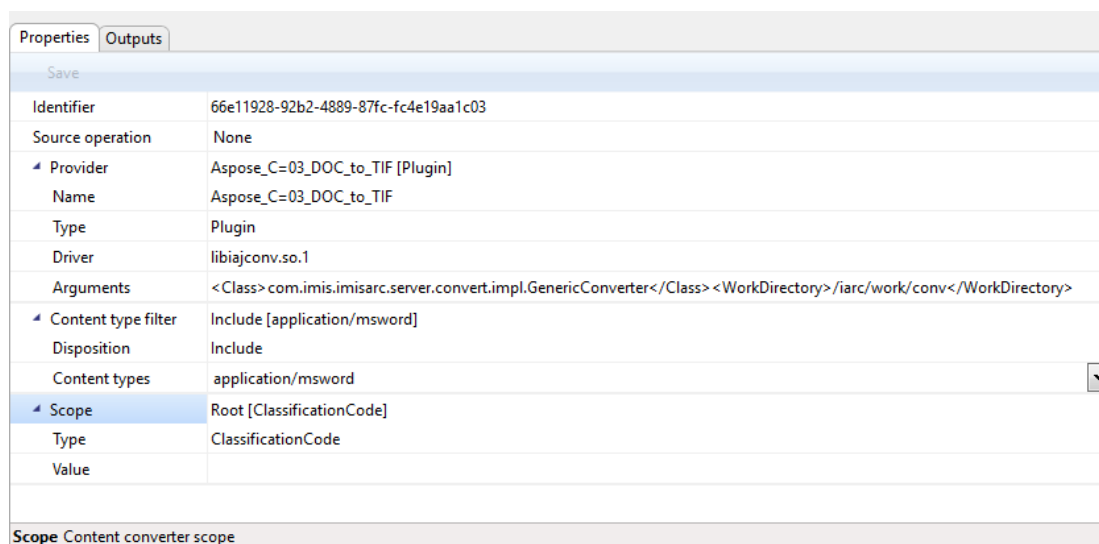 Properties Outputs
Save
Identifier 66e11928-92b2-4889-87fc-fc4e19aa1c03
Source operation None
Provider Aspose_C=03_DOC_to_TIF [Plugin]
Name Aspose_C=03_DOC_to_TIF
Type Plugin
Driver libiajconv.so.1
Arguments <Class>com.imis.imisarc.server.convert.impl.GenericConverter</Class><WorkDirectory>/iarc/work/conv</WorkDirectory>
Content type filter Include [application/msword]
Disposition Include
Content types application/msword
Scope Root [ClassificationCode]
Type ClassificationCode
Value
Scope Content converter scope